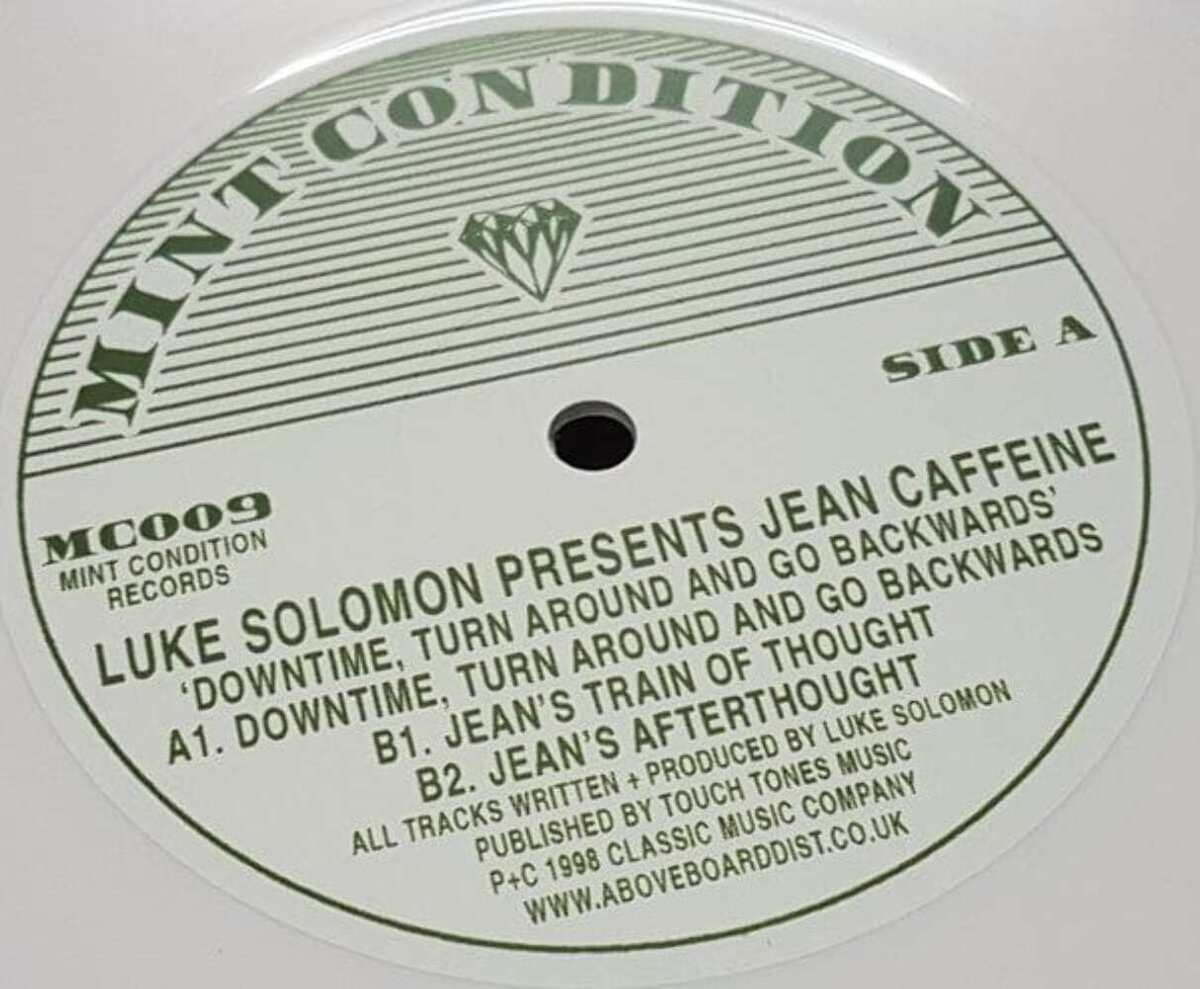 MINT CONDITION
SIDE A
MC009
MINT CONDITION
RECORDS
LUKE SOLOMON PRESENTS JEAN CAFFEINE
'DOWNTIME, TURN AROUND AND GO BACKWARDS'
A1. DOWNTIME, TURN AROUND AND GO BACKWARDS
B1. JEAN'S TRAIN OF THOUGHT
B2. JEAN'S AFTERTHOUGHT
ALL TRACKS WRITTEN + PRODUCED BY LUKE SOLOMON
PUBLISHED BY TOUCH TONES MUSIC
P+C 1998 CLASSIC MUSIC COMPANY
WWW.ABOVEBOARDDIST.CO.UK